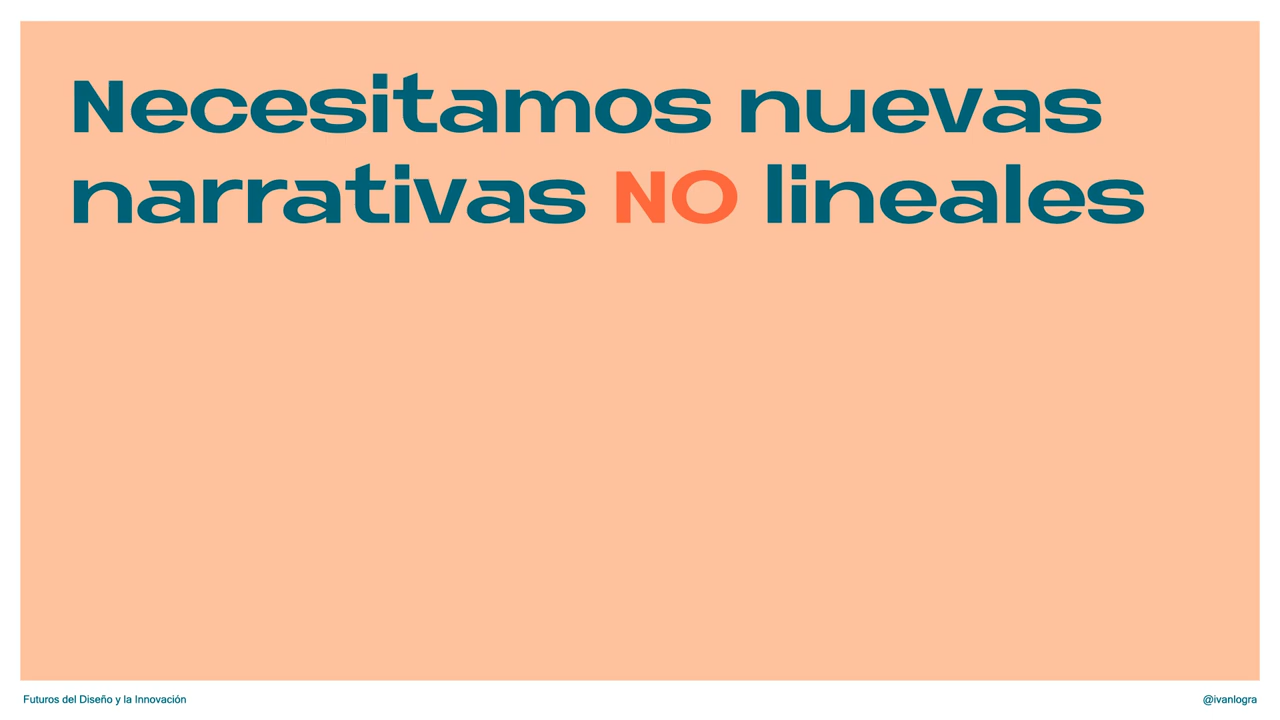 Necesitamos nuevas
narrativas NO lineales
Futuros del Diseño y la Innovación
@ivanlogra